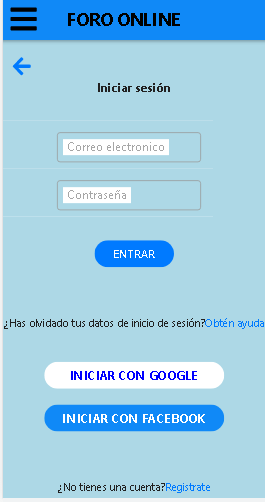 FORO ONLINE
Iniciar sesión
Correo electronico
Contraseña
ENTRAR
¿Has olvidado tus datos de inicio de sesión?Obtén ayuda
INICIAR CON GOOGLE
INICIAR CON FACEBOOK
¿No tienes una cuenta?Registrate